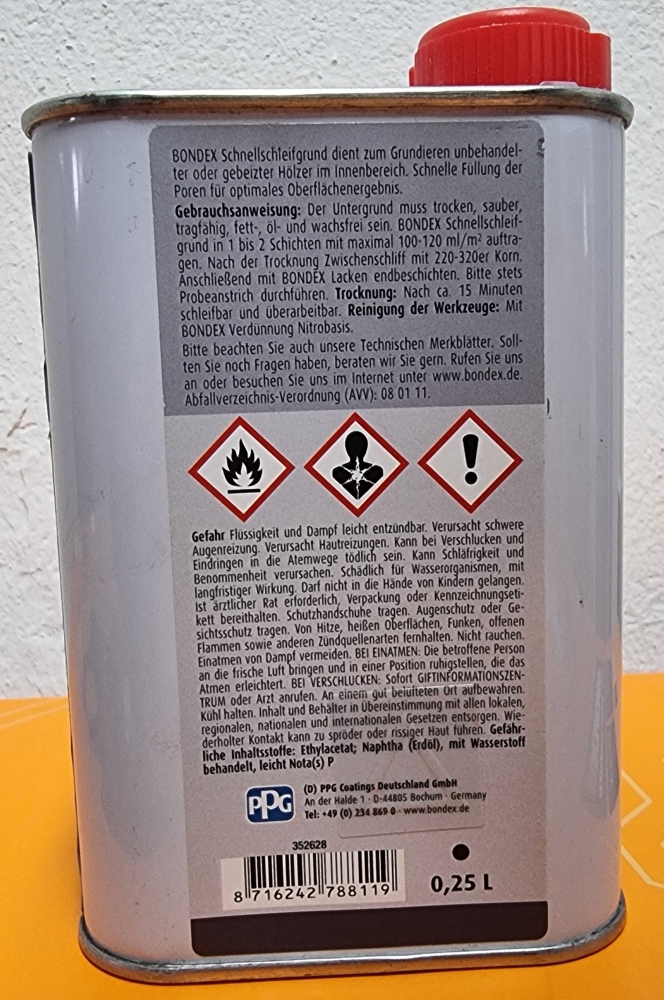 BONDEX Schnellschleifgrund dient zum Grundieren unbehandel-
ter oder gebeizter Hölzer im Innenbereich. Schnelle Füllung der
Poren für optimales Oberflächenergebnis.
Gebrauchsanweisung: Der Untergrund muss trocken, sauber,
tragfähig, fett-, öl- und wachsfrei sein. BONDEX Schnellschleif-
grund in 1 bis 2 Schichten mit maximal 100-120 ml/m² auftra-
gen. Nach der Trocknung Zwischenschliff mit 220-320er Korn.
Anschließend mit BONDEX Lacken endbeschichten. Bitte stets
Probeanstrich durchführen. Trocknung: Nach ca. 15 Minuten
schleifbar und überarbeitbar. Reinigung der Werkzeuge: Mit
BONDEX Verdünnung Nitrobasis.
Bitte beachten Sie auch unsere Technischen Merkblätter. Soll-
ten Sie noch Fragen haben, beraten wir Sie gern. Rufen Sie uns
an oder besuchen Sie uns im Internet unter www.bondex.de.
Abfallverzeichnis-Verordnung (AVV): 08 01 11.
Gefahr Flüssigkeit und Dampf leicht entzündbar. Verursacht schwere
Augenreizung. Verursacht Hautreizungen. Kann bei Verschlucken und
Eindringen in die Atemwege tödlich sein. Kann Schläfrigkeit und
Benommenheit verursachen. Schädlich für Wasserorganismen, mit
langfristiger Wirkung. Darf nicht in die Hände von Kindern gelangen.
Ist ärztlicher Rat erforderlich, Verpackung oder Kennzeichnungseti-
kett bereithalten. Schutzhandschuhe tragen. Augenschutz oder Ge-
sichtsschutz tragen. Von Hitze, heißen Oberflächen, Funken, offenen
Flammen sowie anderen Zündquellenarten fernhalten. Nicht rauchen.
Einatmen von Dampf vermeiden. BEI EINATMEN: Die betroffene Person
an die frische Luft bringen und in einer Position ruhigstellen, die das
Atmen erleichtert. BEI VERSCHLUCKEN: Sofort GIFTINFORMATIONSZEN-
TRUM oder Arzt anrufen. An einem gut belüfteten Ort aufbewahren.
Kühl halten. Inhalt und Behälter in Übereinstimmung mit allen lokalen,
regionalen, nationalen und internationalen Gesetzen entsorgen. Wie-
derholter Kontakt kann zu spröder oder rissiger Haut führen. Gefähr-
liche Inhaltsstoffe: Ethylacetat; Naphtha (Erdöl), mit Wasserstoff
behandelt, leicht Nota(s) P
PPG
(D) PPG Coatings Deutschland GmbH
An der Halde 1 · D-44805 Bochum · Germany
Tel: +49 (0) 234 869 0 · www.bondex.de
352628
8 716242 788119
0,25 L